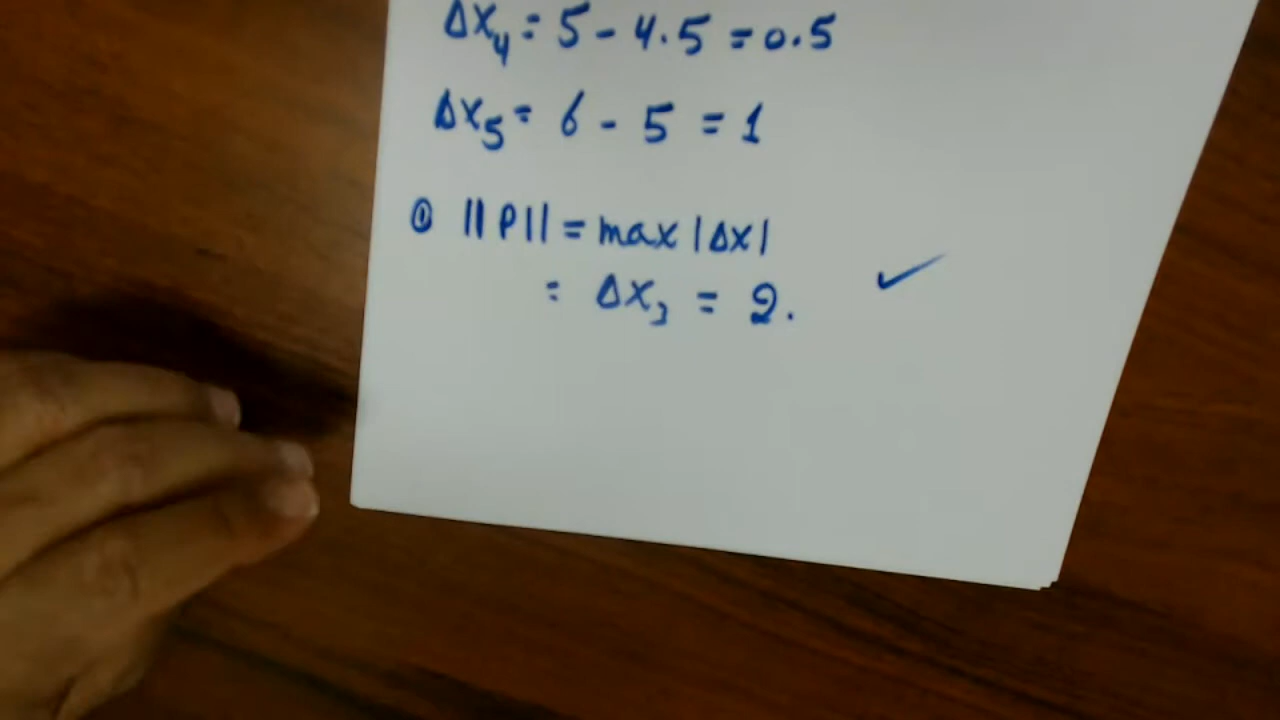 Δx₄ = 5 - 4.5 = 0.5
Δx₅ = 6 - 5 = 1
① ||P|| = max |Δx|
= Δx₃ = 2. ✓